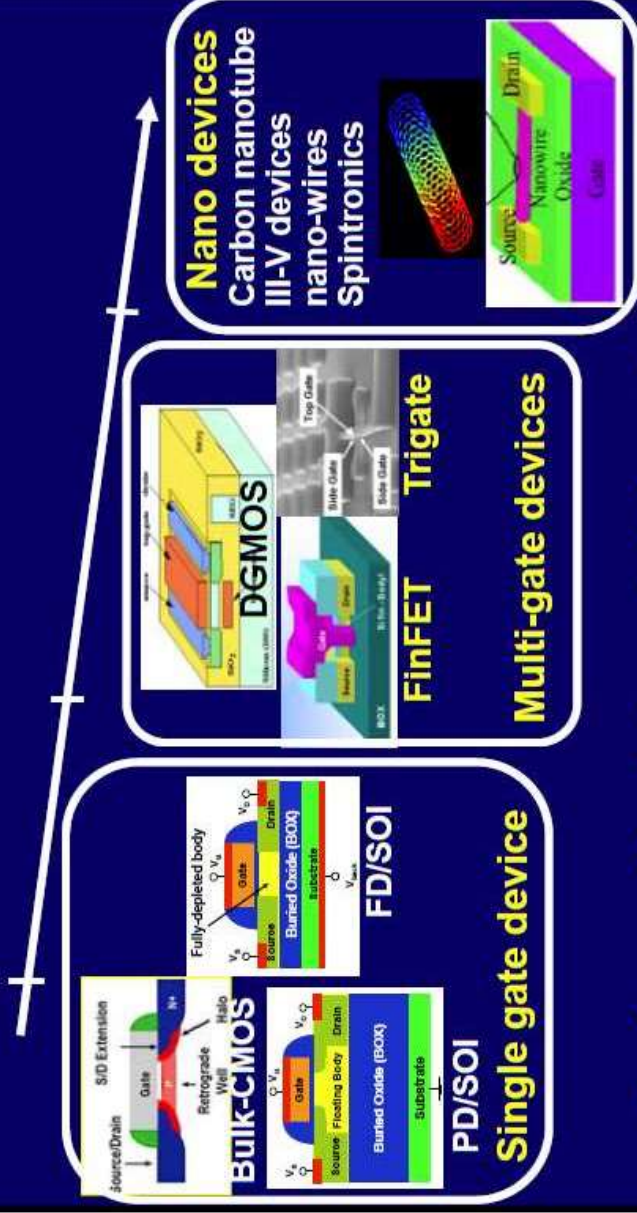 S/D Extension
Source/Drain
Gate
N+
P
Retrograde
Well
Halo
Bulk-CMOS
Gate
Source
Floating Body
Drain
Buried Oxide (BOX)
Substrate
PD/SOI
Fully-depleted body
Gate
Source
Drain
Buried Oxide (BOX)
Substrate
FD/SOI
Single gate device
DGMOS
Gate
Source
Drain
BOX
FinFET
Top Gate
Side Gate
Side Gate
Trigate
Multi-gate devices
Nano devices
Carbon nanotube
III-V devices
nano-wires
Spintronics
Source
Drain
Nanowire
Oxide
Gate